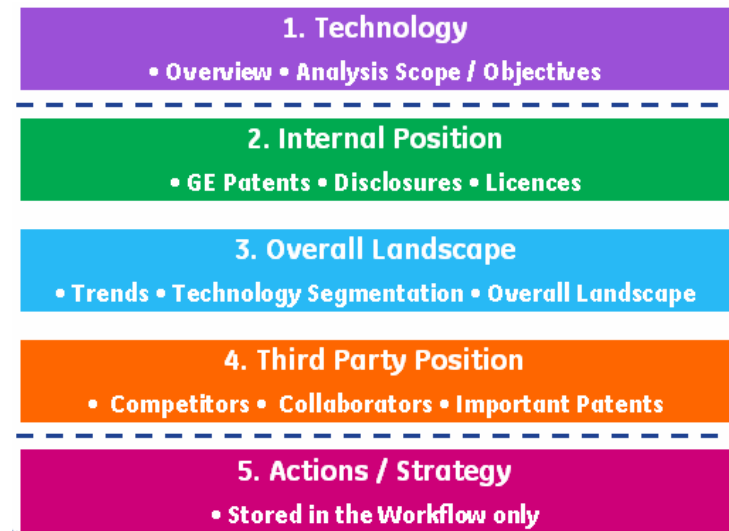 1. Technology
• Overview • Analysis Scope / Objectives
2. Internal Position
• GE Patents • Disclosures • Licences
3. Overall Landscape
• Trends • Technology Segmentation • Overall Landscape
4. Third Party Position
• Competitors • Collaborators • Important Patents
5. Actions / Strategy
• Stored in the Workflow only